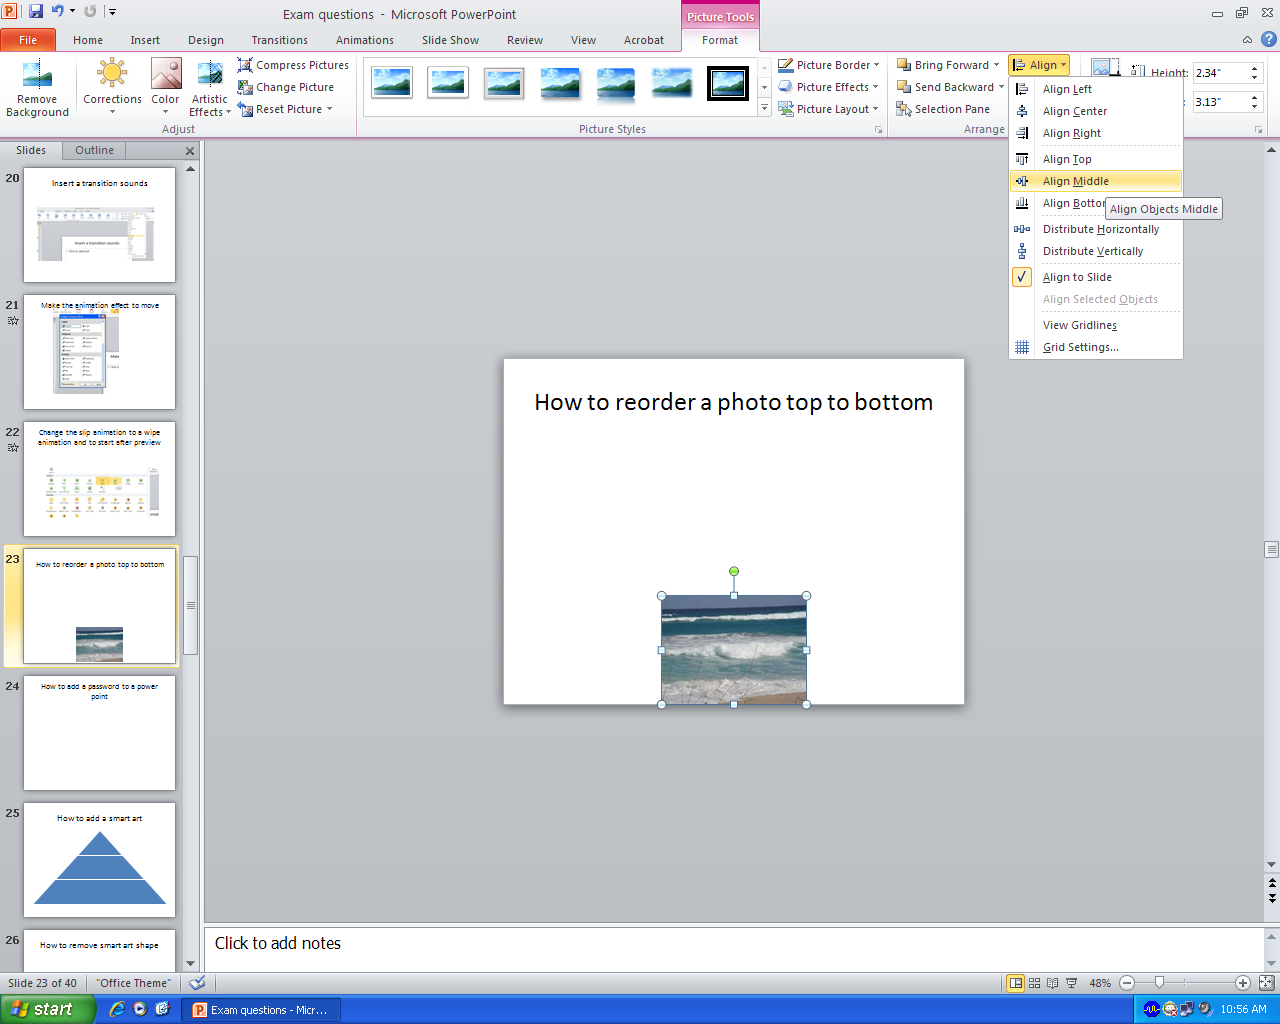 Exam questions - Microsoft PowerPoint
Picture Tools
File Home Insert Design Transitions Animations Slide Show Review View Acrobat Format
Remove Background
Corrections
Color
Artistic Effects
Compress Pictures
Change Picture
Reset Picture
Adjust
Picture Styles
Picture Border
Picture Effects
Picture Layout
Bring Forward
Send Backward
Selection Pane
Arrange
Align
Height: 2.34"
3.13"
Align Left
Align Center
Align Right
Align Top
Align Middle
Align Bottom
Align Objects Middle
Distribute Horizontally
Distribute Vertically
Align to Slide
Align Selected Objects
View Gridlines
Grid Settings...
Slides Outline
20
Insert a transition sounds
21
Make the animation effect to move
22
Change the slip animation to a wipe
animation and to start after preview
23
How to reorder a photo top to bottom
24
How to add a password to a power
point
25
How to add a smart art
26
How to remove smart art shape
How to reorder a photo top to bottom
Click to add notes
Slide 23 of 40 "Office Theme" 48%
start Exam questions - Micr... 10:56 AM